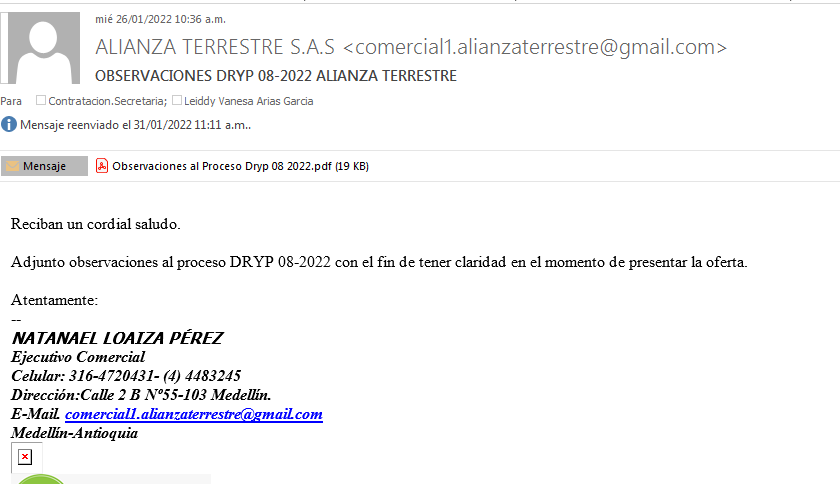 mié 26/01/2022 10:36 a.m.
ALIANZA TERRESTRE S.A.S <comercial1.alianzaterrestre@gmail.com>
OBSERVACIONES DRYP 08-2022 ALIANZA TERRESTRE
Para Contratacion.Secretaria; Leiddy Vanesa Arias Garcia
Mensaje reenviado el 31/01/2022 11:11 a.m..
Mensaje Observaciones al Proceso Dryp 08 2022.pdf (19 KB)
Reciban un cordial saludo.
Adjunto observaciones al proceso DRYP 08-2022 con el fin de tener claridad en el momento de presentar la oferta.
Atentamente:
--
NATANAEL LOAIZA PÉREZ
Ejecutivo Comercial
Celular: 316-4720431- (4) 4483245
Dirección:Calle 2 B Nº55-103 Medellín.
E-Mail. comercial1.alianzaterrestre@gmail.com
Medellín-Antioquia